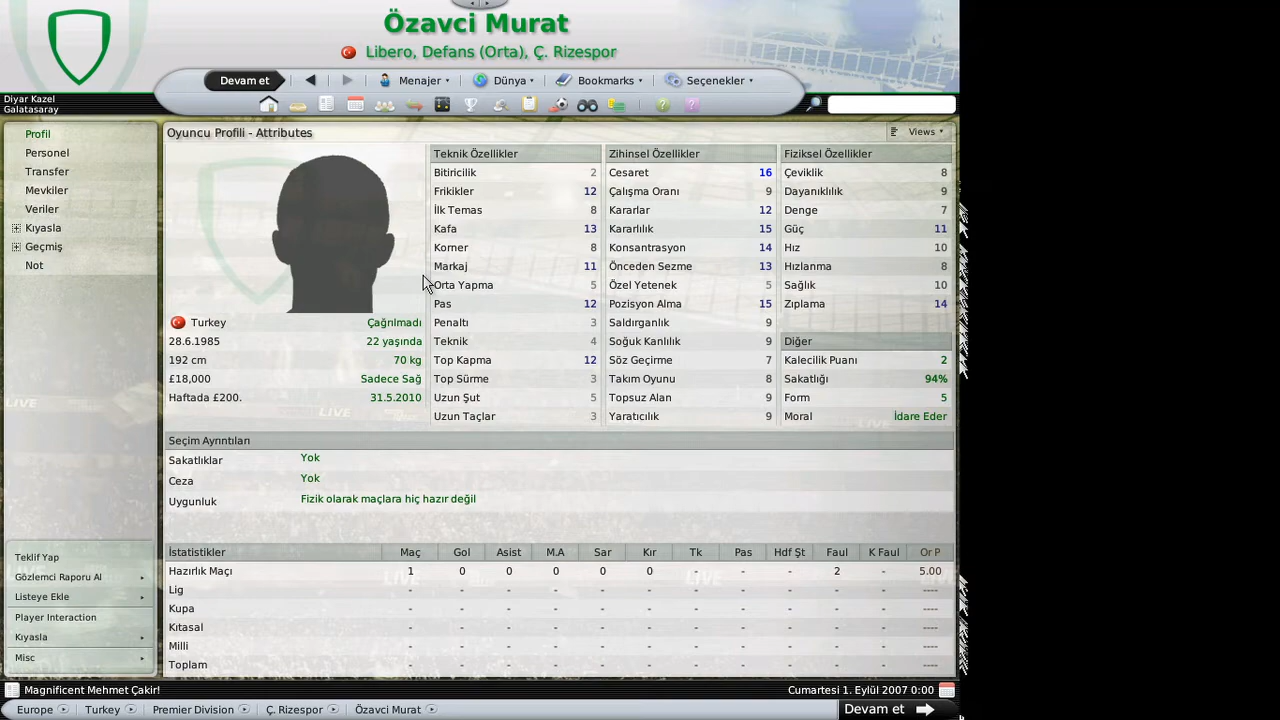 Özavci Murat
Libero, Defans (Orta), Ç. Rizespor
Devam et Menajer Dünya Bookmarks Seçenekler
Diyar Kazel
Galatasaray
Profil
Personel
Transfer
Mevkiler
Veriler
Kıyasla
Geçmiş
Not
Oyuncu Profili - Attributes Views
Turkey Çağrılmadı
28.6.1985 22 yaşında
192 cm 70 kg
£18,000 Sadece Sağ
Haftada £200. 31.5.2010
Teknik Özellikler
Bitiricilik 2
Frikikler 12
İlk Temas 8
Kafa 13
Korner 8
Markaj 11
Orta Yapma 5
Pas 12
Penaltı 3
Teknik 4
Top Kapma 12
Top Sürme 3
Uzun Şut 5
Uzun Taçlar 3
Zihinsel Özellikler
Cesaret 16
Çalışma Oranı 9
Kararlar 12
Kararlılık 15
Konsantrasyon 14
Önceden Sezme 13
Özel Yetenek 5
Pozisyon Alma 15
Saldırganlık 9
Soğuk Kanlılık 9
Söz Geçirme 7
Takım Oyunu 8
Topsuz Alan 9
Yaratıcılık 9
Fiziksel Özellikler
Çeviklik 8
Dayanıklılık 9
Denge 7
Güç 11
Hız 10
Hızlanma 8
Sağlık 10
Zıplama 14
Diğer
Kalecilik Puanı 2
Sakatlığı 94%
Form 5
Moral İdare Eder
Seçim Ayrıntıları
Sakatlıklar Yok
Ceza Yok
Uygunluk Fizik olarak maçlara hiç hazır değil
İstatistikler Maç Gol Asist M.A Sar Kır Tk Pas Hdf Şt Faul K Faul Or P
Hazırlık Maçı 1 0 0 0 0 0 - - - 2 - 5.00
Lig - - - - - - - - - - - ----
Kupa - - - - - - - - - - - ----
Kıtasal - - - - - - - - - - - ----
Milli - - - - - - - - - - - ----
Toplam - - - - - - - - - - - ----
Teklif Yap
Gözlemci Raporu Al
Listeye Ekle
Player Interaction
Kıyasla
Misc
Magnificent Mehmet Çakir! Cumartesi 1. Eylül 2007 0:00
Europe Turkey Premier Division Ç. Rizespor Özavci Murat Devam et